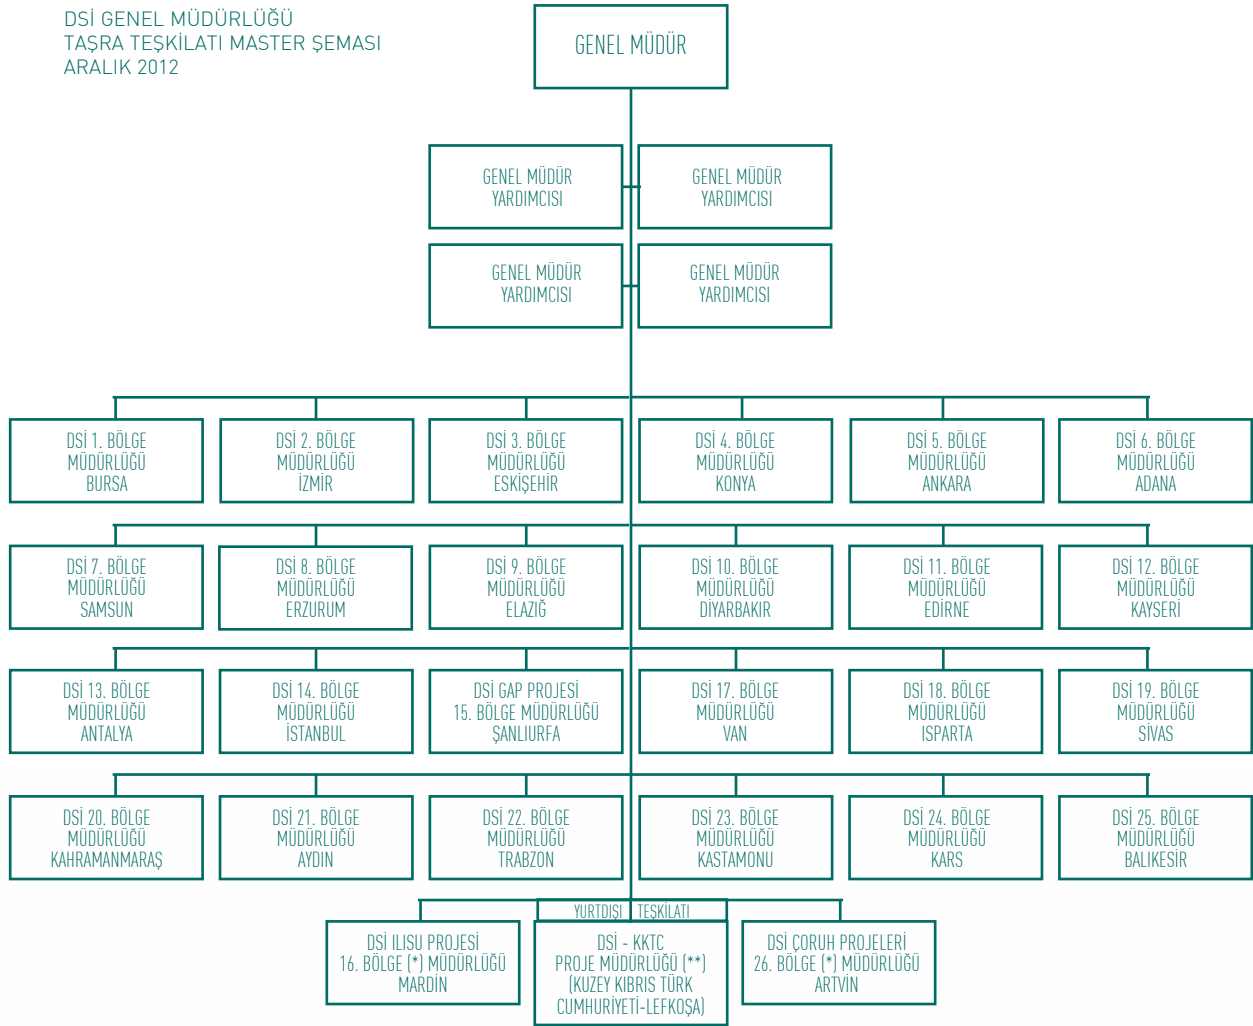 DSİ GENEL MÜDÜRLÜĞÜ
TAŞRA TEŞKİLATI MASTER ŞEMASI
ARALIK 2012
GENEL MÜDÜR
GENEL MÜDÜR
YARDIMCISI
GENEL MÜDÜR
YARDIMCISI
GENEL MÜDÜR
YARDIMCISI
GENEL MÜDÜR
YARDIMCISI
DSİ 1. BÖLGE
MÜDÜRLÜĞÜ
BURSA
DSİ 2. BÖLGE
MÜDÜRLÜĞÜ
İZMİR
DSİ 3. BÖLGE
MÜDÜRLÜĞÜ
ESKİŞEHİR
DSİ 4. BÖLGE
MÜDÜRLÜĞÜ
KONYA
DSİ 5. BÖLGE
MÜDÜRLÜĞÜ
ANKARA
DSİ 6. BÖLGE
MÜDÜRLÜĞÜ
ADANA
DSİ 7. BÖLGE
MÜDÜRLÜĞÜ
SAMSUN
DSİ 8. BÖLGE
MÜDÜRLÜĞÜ
ERZURUM
DSİ 9. BÖLGE
MÜDÜRLÜĞÜ
ELAZIĞ
DSİ 10. BÖLGE
MÜDÜRLÜĞÜ
DİYARBAKIR
DSİ 11. BÖLGE
MÜDÜRLÜĞÜ
EDİRNE
DSİ 12. BÖLGE
MÜDÜRLÜĞÜ
KAYSERİ
DSİ 13. BÖLGE
MÜDÜRLÜĞÜ
ANTALYA
DSİ 14. BÖLGE
MÜDÜRLÜĞÜ
İSTANBUL
DSİ GAP PROJESİ
15. BÖLGE MÜDÜRLÜĞÜ
ŞANLIURFA
DSİ 17. BÖLGE
MÜDÜRLÜĞÜ
VAN
DSİ 18. BÖLGE
MÜDÜRLÜĞÜ
ISPARTA
DSİ 19. BÖLGE
MÜDÜRLÜĞÜ
SİVAS
DSİ 20. BÖLGE
MÜDÜRLÜĞÜ
KAHRAMANMARAŞ
DSİ 21. BÖLGE
MÜDÜRLÜĞÜ
AYDIN
DSİ 22. BÖLGE
MÜDÜRLÜĞÜ
TRABZON
DSİ 23. BÖLGE
MÜDÜRLÜĞÜ
KASTAMONU
DSİ 24. BÖLGE
MÜDÜRLÜĞÜ
KARS
DSİ 25. BÖLGE
MÜDÜRLÜĞÜ
BALIKESİR
DSİ ILISU PROJESİ
16. BÖLGE (*) MÜDÜRLÜĞÜ
MARDİN
YURTDIŞI TEŞKİLATI
DSİ - KKTC
PROJE MÜDÜRLÜĞÜ (**)
(KUZEY KIBRIS TÜRK
CUMHURİYETİ-LEFKOŞA)
DSİ ÇORUH PROJELERİ
26. BÖLGE (*) MÜDÜRLÜĞÜ
ARTVİN